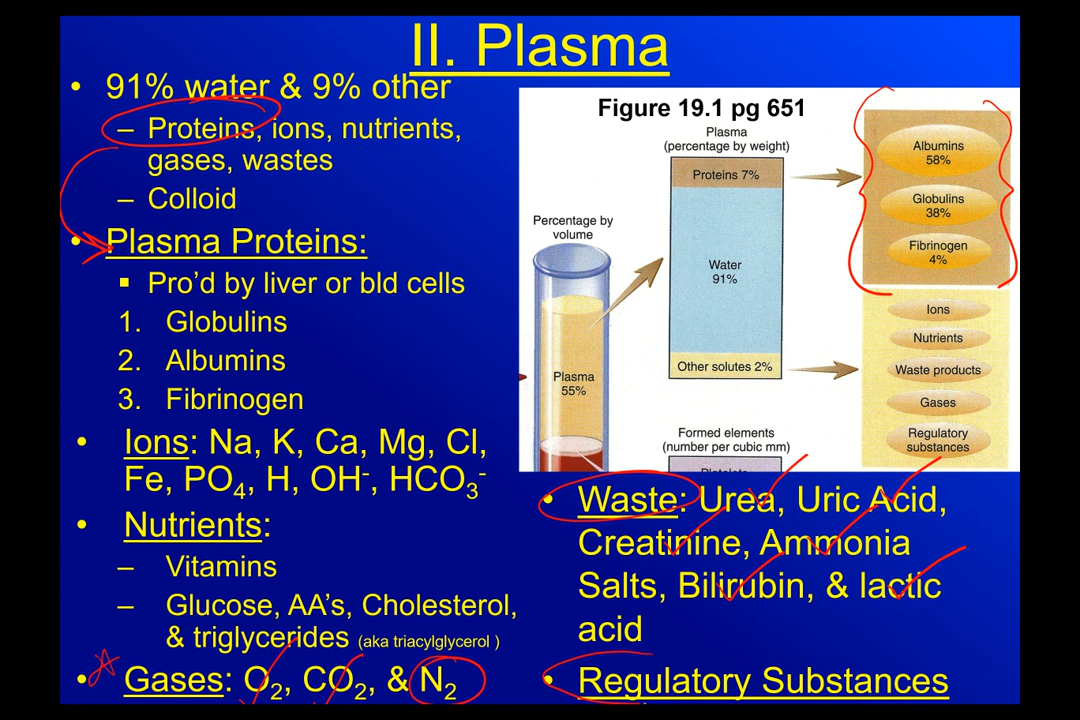 II. Plasma
• 91% water & 9% other
– Proteins, ions, nutrients,
gases, wastes
– Colloid
• Plasma Proteins:
▪ Pro’d by liver or bld cells
1. Globulins
2. Albumins
3. Fibrinogen
• Ions: Na, K, Ca, Mg, Cl,
Fe, PO4, H, OH-, HCO3-
• Nutrients:
– Vitamins
– Glucose, AA’s, Cholesterol,
& triglycerides (aka triacylglycerol )
• Gases: O2, CO2, & N2
Figure 19.1 pg 651
Plasma
(percentage by weight)
Proteins 7%
Water
91%
Other solutes 2%
Percentage by
volume
Plasma
55%
Formed elements
(number per cubic mm)
Albumins
58%
Globulins
38%
Fibrinogen
4%
Ions
Nutrients
Waste products
Gases
Regulatory
substances
• Waste: Urea, Uric Acid,
Creatinine, Ammonia
Salts, Bilirubin, & lactic
acid
• Regulatory Substances